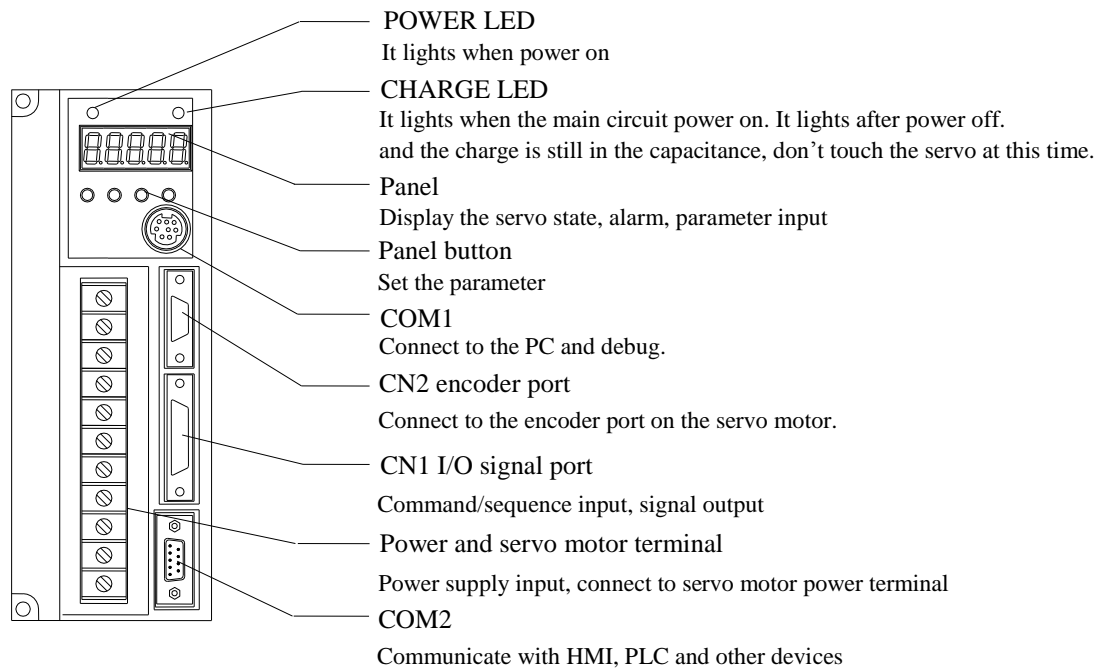 POWER LED
It lights when power on
CHARGE LED
It lights when the main circuit power on. It lights after power off.
and the charge is still in the capacitance, don’t touch the servo at this time.
Panel
Display the servo state, alarm, parameter input
Panel button
Set the parameter
COM1
Connect to the PC and debug.
CN2 encoder port
Connect to the encoder port on the servo motor.
CN1 I/O signal port
Command/sequence input, signal output
Power and servo motor terminal
Power supply input, connect to servo motor power terminal
COM2
Communicate with HMI, PLC and other devices